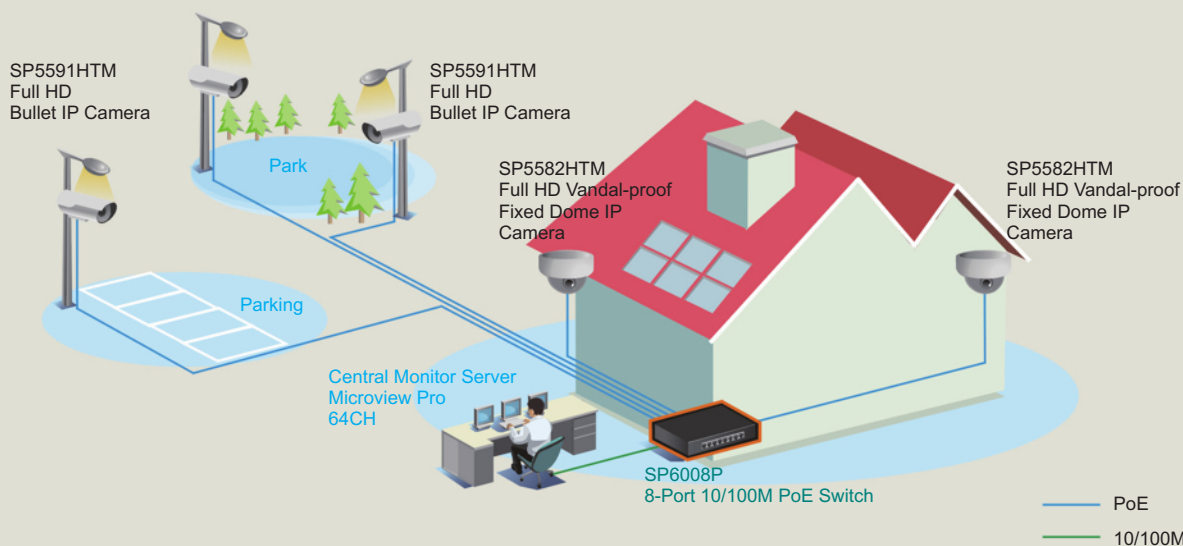 SP5591HTM
Full HD
Bullet IP Camera
SP5591HTM
Full HD
Bullet IP Camera
Park
SP5582HTM
Full HD Vandal-proof
Fixed Dome IP
Camera
SP5582HTM
Full HD Vandal-proof
Fixed Dome IP
Camera
Parking
Central Monitor Server
Microview Pro
64CH
SP6008P
8-Port 10/100M PoE Switch
PoE
10/100M